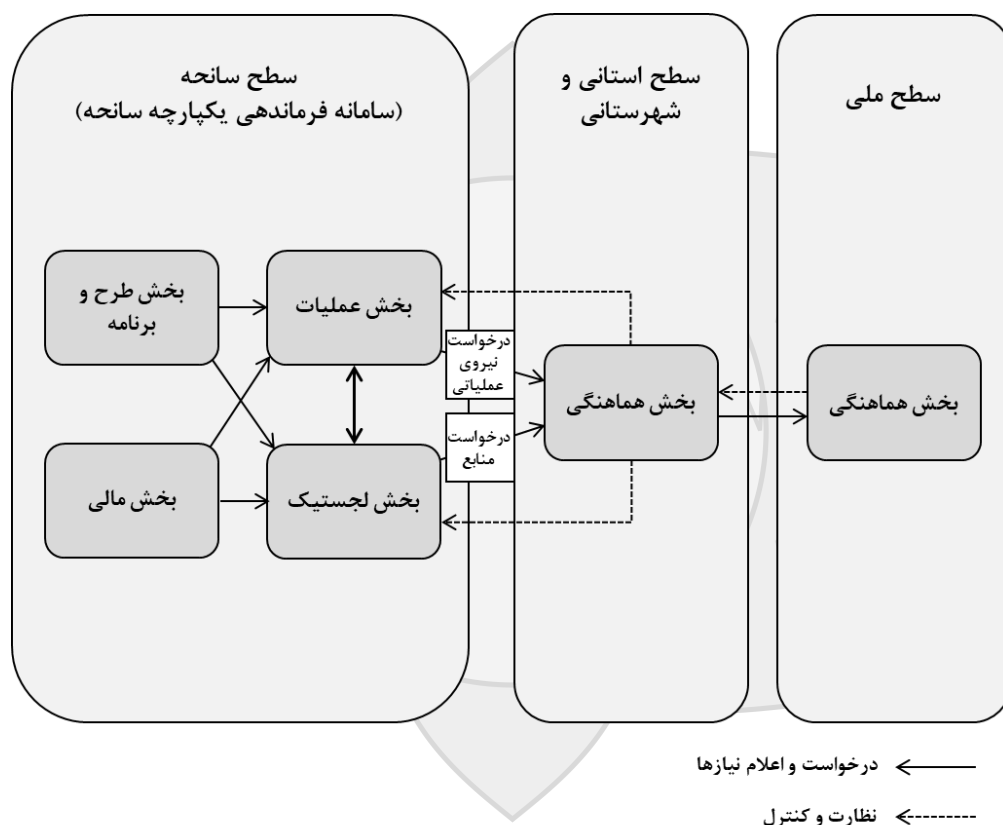 سطح ملی
سطح استانی و
شهرستانی
سطح سانحه
(سامانه فرماندهی یکپارچه سانحه)
بخش هماهنگی
بخش هماهنگی
درخواست
نیروی
عملیاتی
درخواست
منابع
بخش عملیات
بخش طرح و
برنامه
بخش لجستیک
بخش مالی
درخواست و اعلام نیازها
نظارت و کنترل